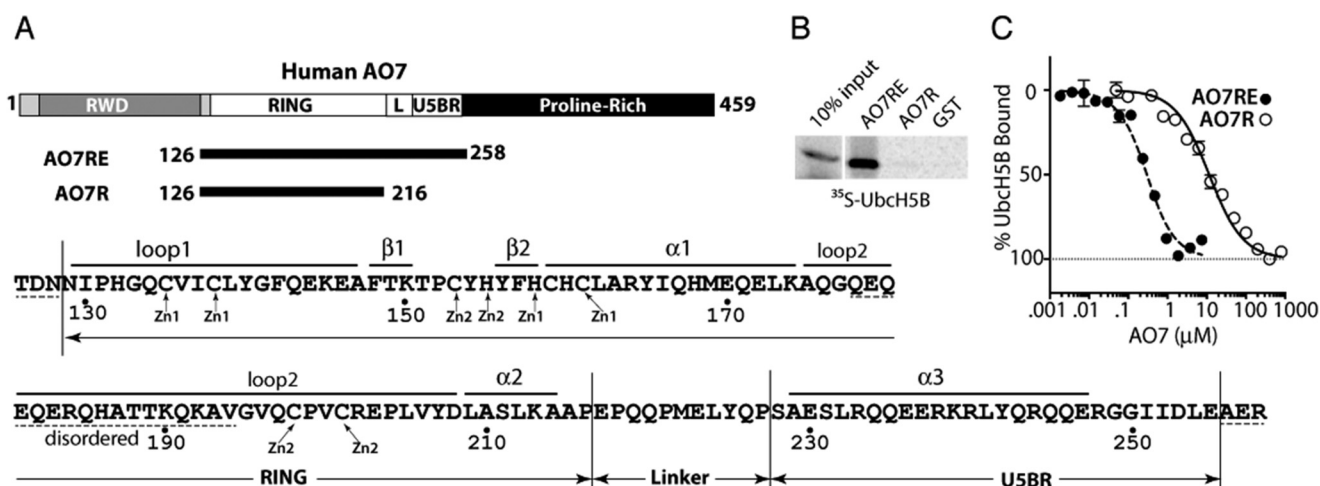 A
Human AO7
1 RWD RING L U5BR Proline-Rich 459
AO7RE 126 258
AO7R 126 216
B
10% input AO7RE AO7R GST
35S-UbcH5B
C
% UbcH5B Bound
0
50
100
AO7RE
AO7R
.001 .01 .1 1 10 100 1000
AO7 (μM)
loop1 β1 β2 α1 loop2
TDNNIPHGQCVICLYGFQEKEAFTKTPCYHYFHCHCLARYIQHMEQELKAQGQEQ
130 Zn1 Zn1 150 Zn2 Zn2 Zn1 Zn1 170
loop2 α2 α3
EQERQHATTKQKAVGVQCPVCREPLVYDLASLKAAPEPQQPMELYQPSAESLRQQEERKRLYQRQQERGGIIDLEAER
disordered 190 Zn2 Zn2 210 230 250
RING Linker U5BR